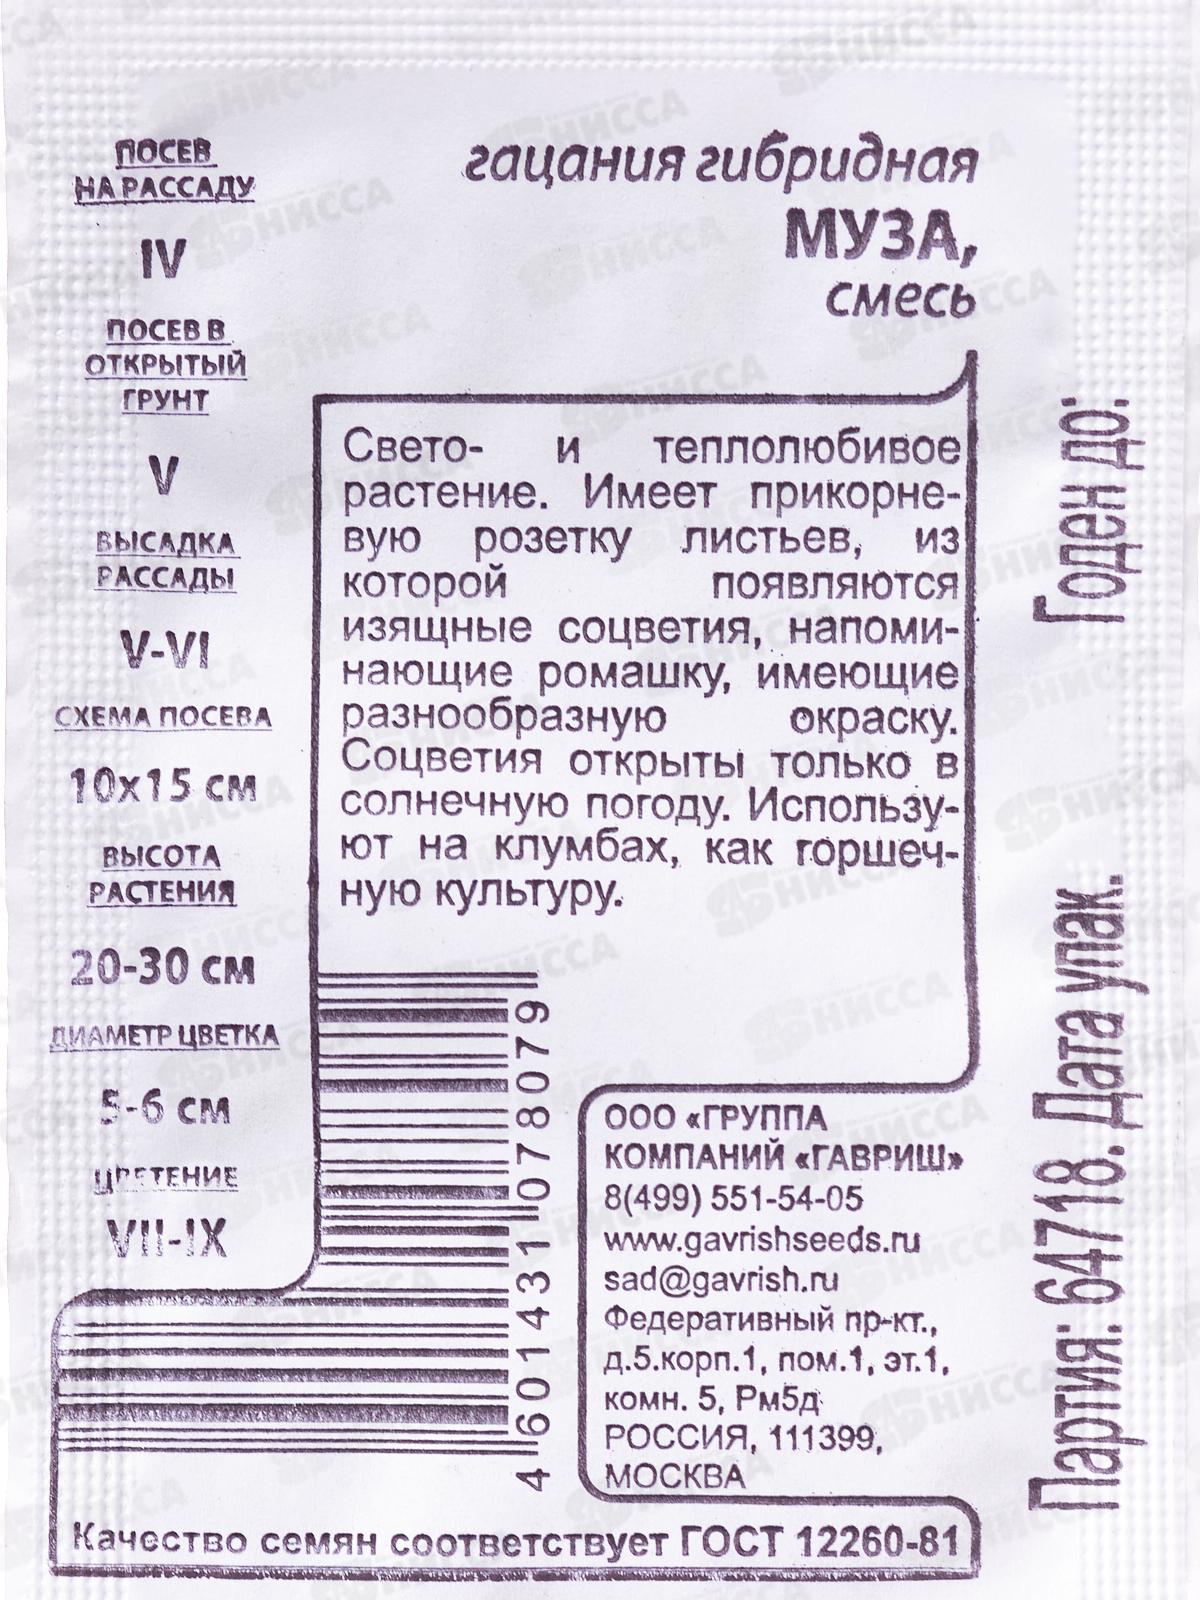 гацания гибридная
МУЗА,
смесь
ПОСЕВ
НА РАССАДУ
IV
ПОСЕВ В
ОТКРЫТЫЙ
ГРУНТ
V
ВЫСАДКА
РАССАДЫ
V-VI
СХЕМА ПОСЕВА
10х15 см
ВЫСОТА
РАСТЕНИЯ
20-30 см
ДИАМЕТР ЦВЕТКА
5-6 см
ЦВЕТЕНИЕ
VII-IX
Свето- и теплолюбивое
растение. Имеет прикорне-
вую розетку листьев, из
которой появляются
изящные соцветия, напоми-
нающие ромашку, имеющие
разнообразную окраску.
Соцветия открыты только в
солнечную погоду. Использу-
ют на клумбах, как горшеч-
ную культуру.
4 601431 078079
ООО «ГРУППА
КОМПАНИЙ «ГАВРИШ»
8(499) 551-54-05
www.gavrishseeds.ru
sad@gavrish.ru
Федеративный пр-кт.,
д.5.корп.1, пом.1, эт.1,
комн. 5, Рм5д
РОССИЯ, 111399,
МОСКВА
Качество семян соответствует ГОСТ 12260-81
Партия: 64718. Дата упак. Годен до: